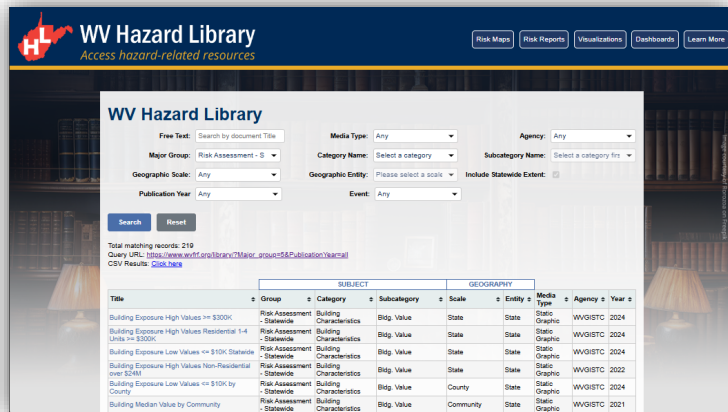 HL
WV Hazard Library
Access hazard-related resources
Risk Maps
Risk Reports
Visualizations
Dashboards
Learn More
WV Hazard Library
Free Text: Search by document Title
Media Type: Any
Agency: Any
Major Group: Risk Assessment - S
Category Name: Select a category
Subcategory Name: Select a category firs
Geographic Scale: Any
Geographic Entity: Please select a scale
Include Statewide Extent:
Publication Year Any
Event: Any
Search
Reset
Total matching records: 219
Query URL: https://www.wvfrf.org/library/?Major_group=5&PublicationYear=all
CSV Results: Click here
SUBJECT
GEOGRAPHY
Title Group Category Subcategory Scale Entity Media Type Agency Year
Building Exposure High Values >= $300K Risk Assessment - Statewide Building Characteristics Bldg. Value State State Static Graphic WVGISTC 2024
Building Exposure High Values Residential 1-4 Units >= $300K Risk Assessment - Statewide Building Characteristics Bldg. Value State State Static Graphic WVGISTC 2024
Building Exposure Low Values <= $10K Statewide Risk Assessment - Statewide Building Characteristics Bldg. Value State State Static Graphic WVGISTC 2024
Building Exposure High Values Non-Residential over $24M Risk Assessment - Statewide Building Characteristics Bldg. Value State State Static Graphic WVGISTC 2022
Building Exposure Low Values <= $10K by County Risk Assessment - Statewide Building Characteristics Bldg. Value County State Static Graphic WVGISTC 2024
Building Median Value by Community Risk Assessment - Statewide Building Characteristics Bldg. Value Community State Static Graphic WVGISTC 2021